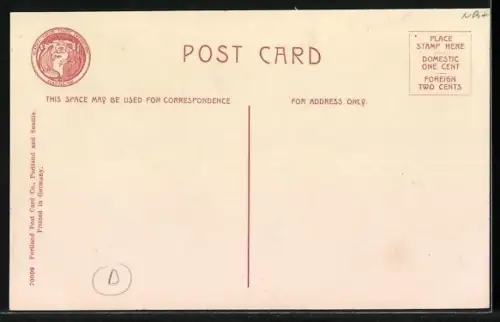 POST CARD
PLACE
STAMP HERE
DOMESTIC
ONE CENT
FOREIGN
TWO CENTS
THIS SPACE MAY BE USED FOR CORRESPONDENCE
FOR ADDRESS ONLY.
70009 Portland Post Card Co., Portland and Seattle.
Printed in Germany.
D